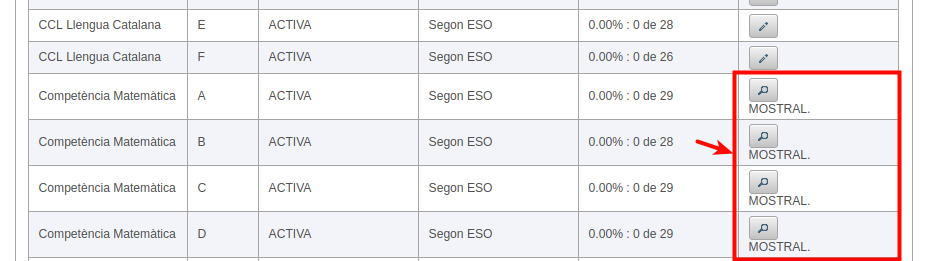 CCL Llengua Catalana E ACTIVA Segon ESO 0.00% : 0 de 28
CCL Llengua Catalana F ACTIVA Segon ESO 0.00% : 0 de 26
Competència Matemàtica A ACTIVA Segon ESO 0.00% : 0 de 29
MOSTRAL.
Competència Matemàtica B ACTIVA Segon ESO 0.00% : 0 de 28
MOSTRAL.
Competència Matemàtica C ACTIVA Segon ESO 0.00% : 0 de 29
MOSTRAL.
Competència Matemàtica D ACTIVA Segon ESO 0.00% : 0 de 29
MOSTRAL.